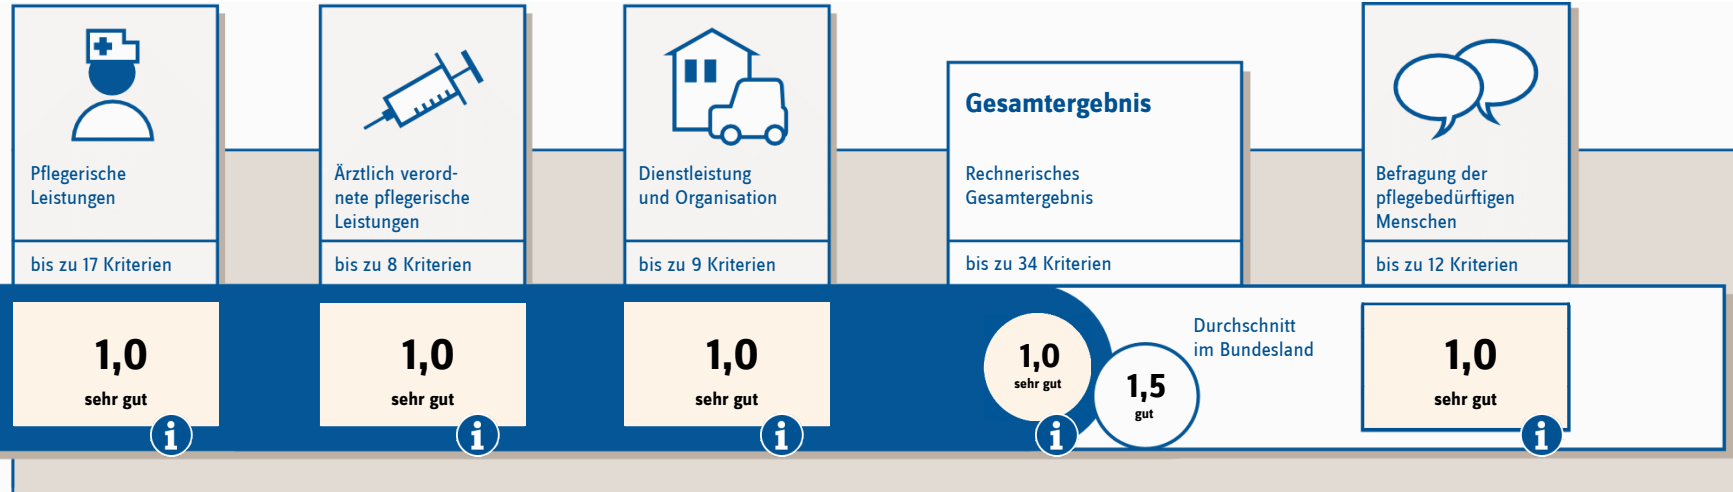 Pflegerische
Leistungen
bis zu 17 Kriterien
1,0
sehr gut
i
Ärztlich verord-
nete pflegerische
Leistungen
bis zu 8 Kriterien
1,0
sehr gut
i
Dienstleistung
und Organisation
bis zu 9 Kriterien
1,0
sehr gut
i
Gesamtergebnis
Rechnerisches
Gesamtergebnis
bis zu 34 Kriterien
1,0
sehr gut
i
Durchschnitt
im Bundesland
1,5
gut
Befragung der
pflegebedürftigen
Menschen
bis zu 12 Kriterien
1,0
sehr gut
i